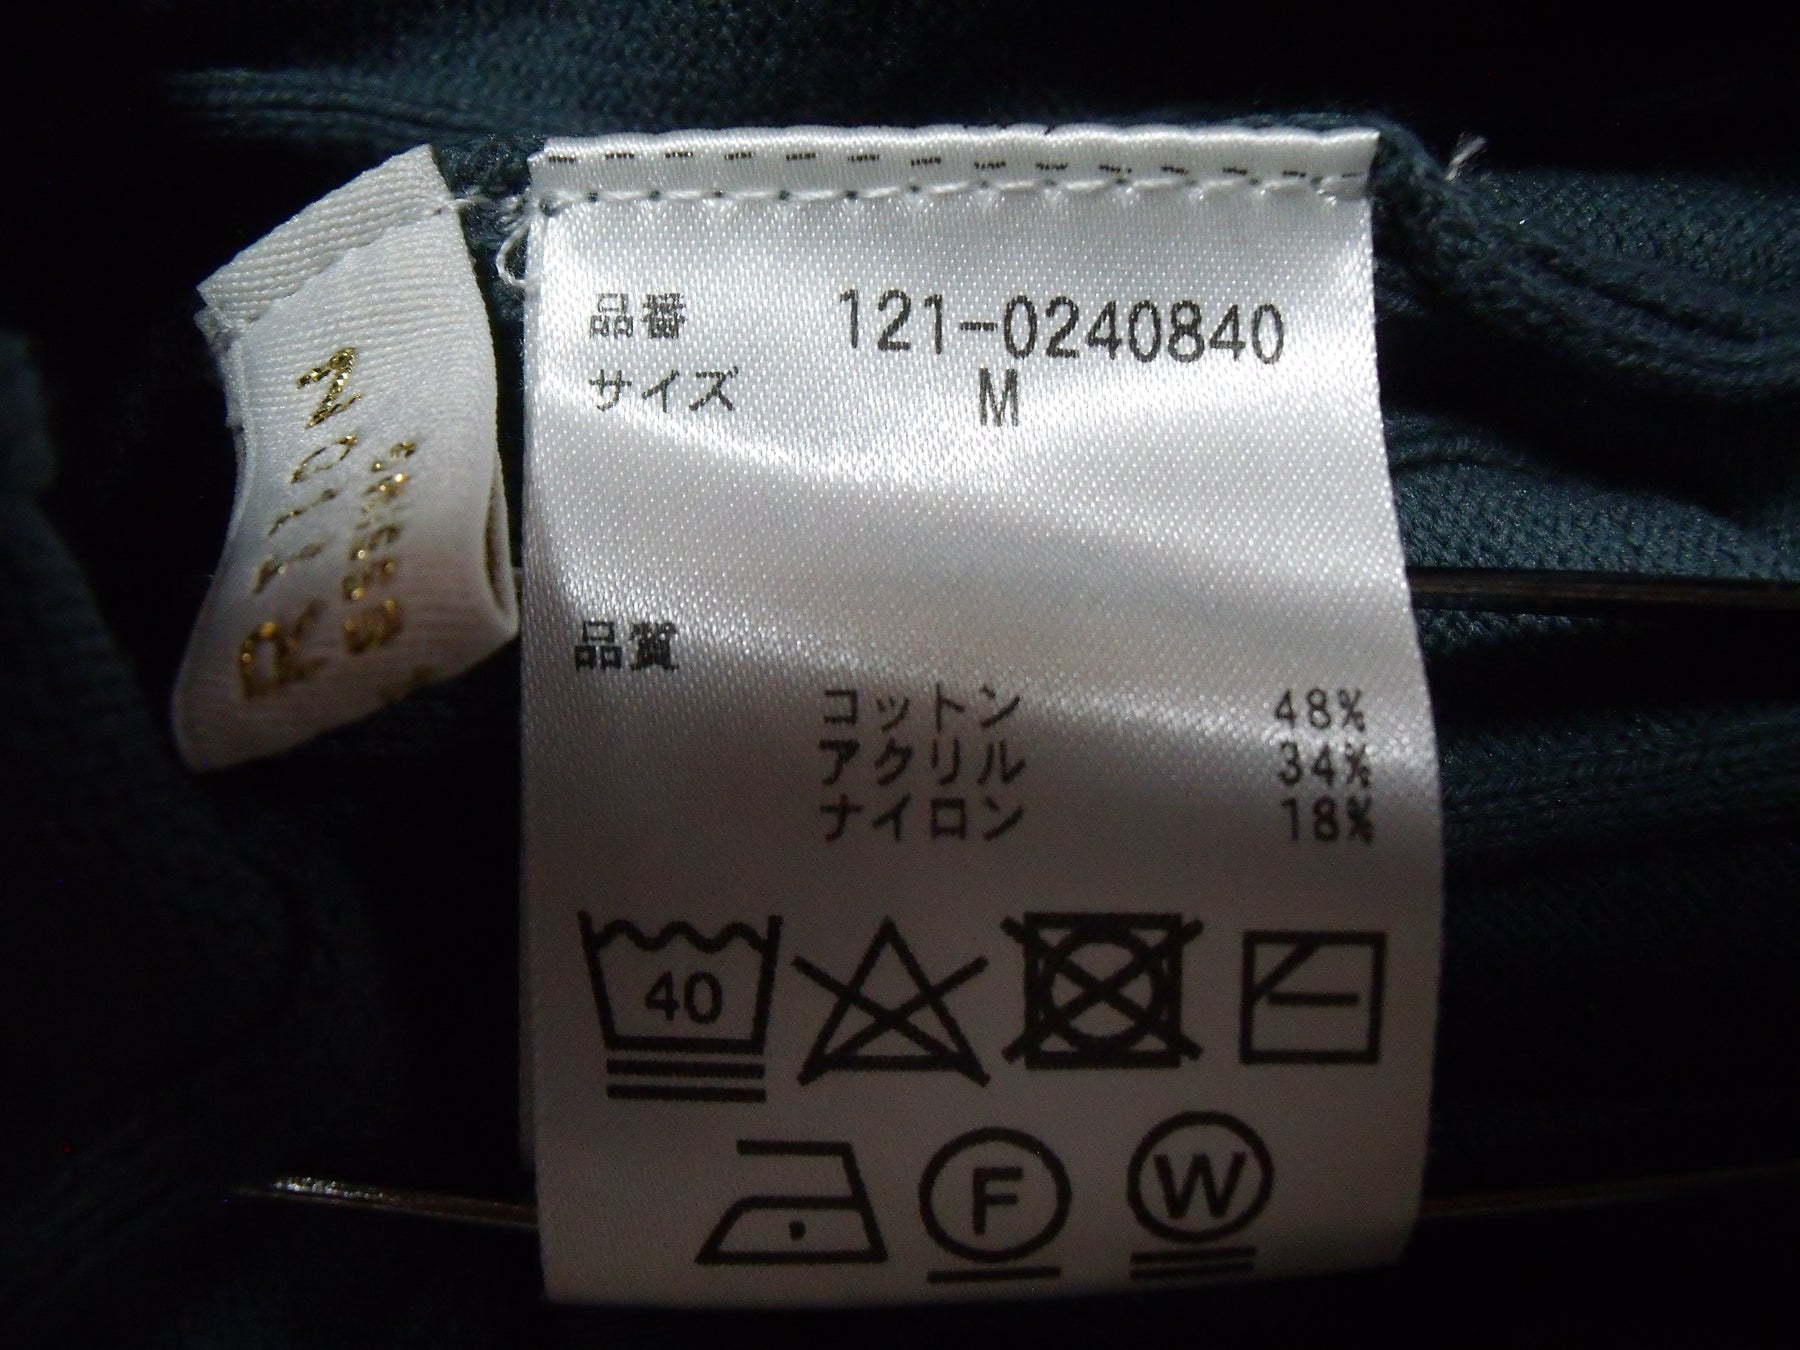 品番 121-0240840
サイズ M
品質
コットン 48%
アクリル 34%
ナイロン 18%
40
F
W